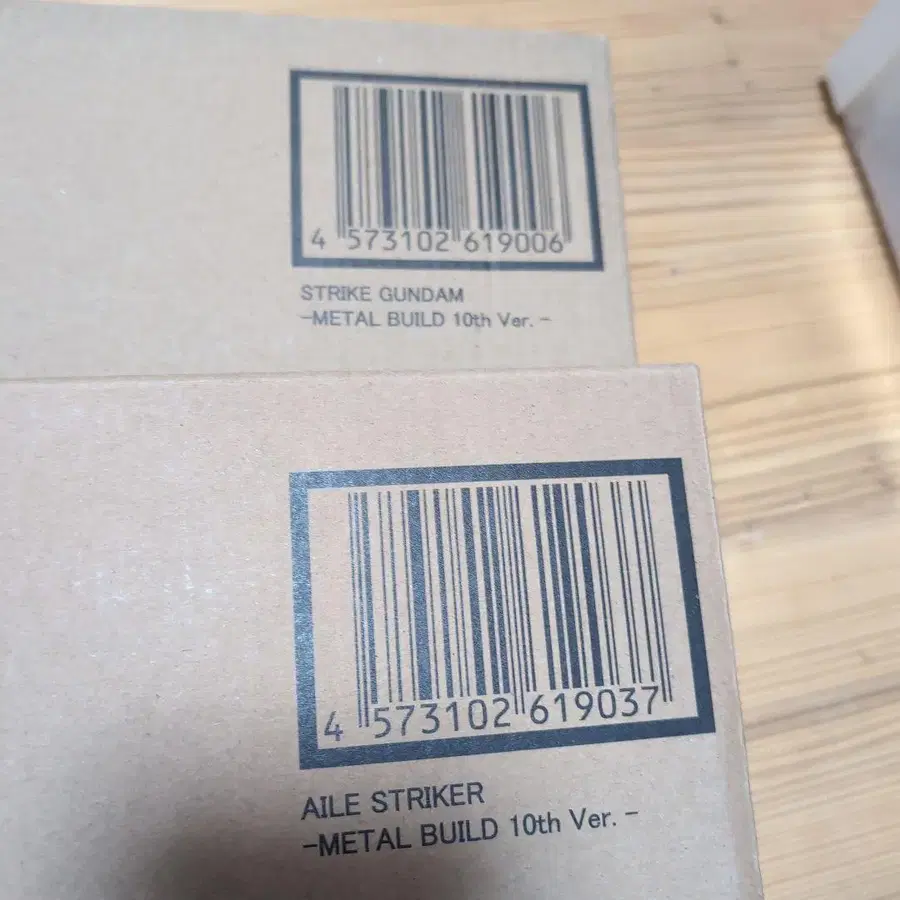 4 573102 619006
STRIKE GUNDAM
-METAL BUILD 10th Ver. -
4 573102 619037
AILE STRIKER
-METAL BUILD 10th Ver. -